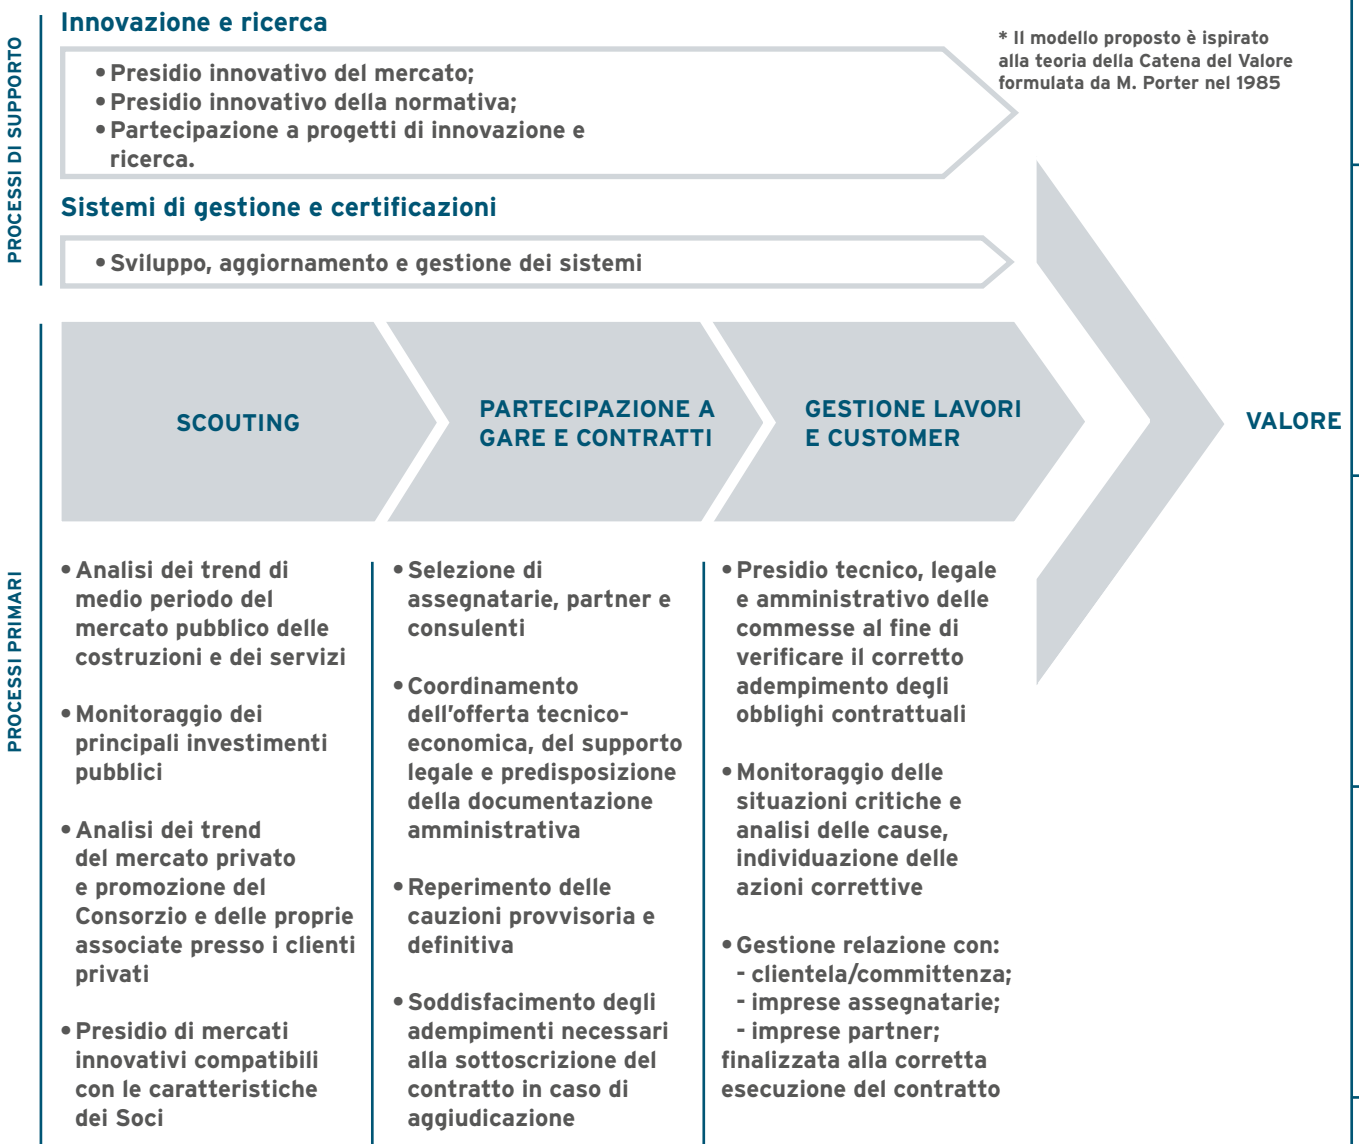 PROCESSI DI SUPPORTO
Innovazione e ricerca
• Presidio innovativo del mercato;
• Presidio innovativo della normativa;
• Partecipazione a progetti di innovazione e
ricerca.
* Il modello proposto è ispirato
alla teoria della Catena del Valore
formulata da M. Porter nel 1985
Sistemi di gestione e certificazioni
• Sviluppo, aggiornamento e gestione dei sistemi
PROCESSI PRIMARI
SCOUTING
PARTECIPAZIONE A
GARE E CONTRATTI
GESTIONE LAVORI
E CUSTOMER
VALORE
• Analisi dei trend di
medio periodo del
mercato pubblico delle
costruzioni e dei servizi
• Monitoraggio dei
principali investimenti
pubblici
• Analisi dei trend
del mercato privato
e promozione del
Consorzio e delle proprie
associate presso i clienti
privati
• Presidio di mercati
innovativi compatibili
con le caratteristiche
dei Soci
• Selezione di
assegnatarie, partner e
consulenti
• Coordinamento
dell'offerta tecnico-
economica, del supporto
legale e predisposizione
della documentazione
amministrativa
• Reperimento delle
cauzioni provvisoria e
definitiva
• Soddisfacimento degli
adempimenti necessari
alla sottoscrizione del
contratto in caso di
aggiudicazione
• Presidio tecnico, legale
e amministrativo delle
commesse al fine di
verificare il corretto
adempimento degli
obblighi contrattuali
• Monitoraggio delle
situazioni critiche e
analisi delle cause,
individuazione delle
azioni correttive
• Gestione relazione con:
- clientela/committenza;
- imprese assegnatarie;
- imprese partner;
finalizzata alla corretta
esecuzione del contratto